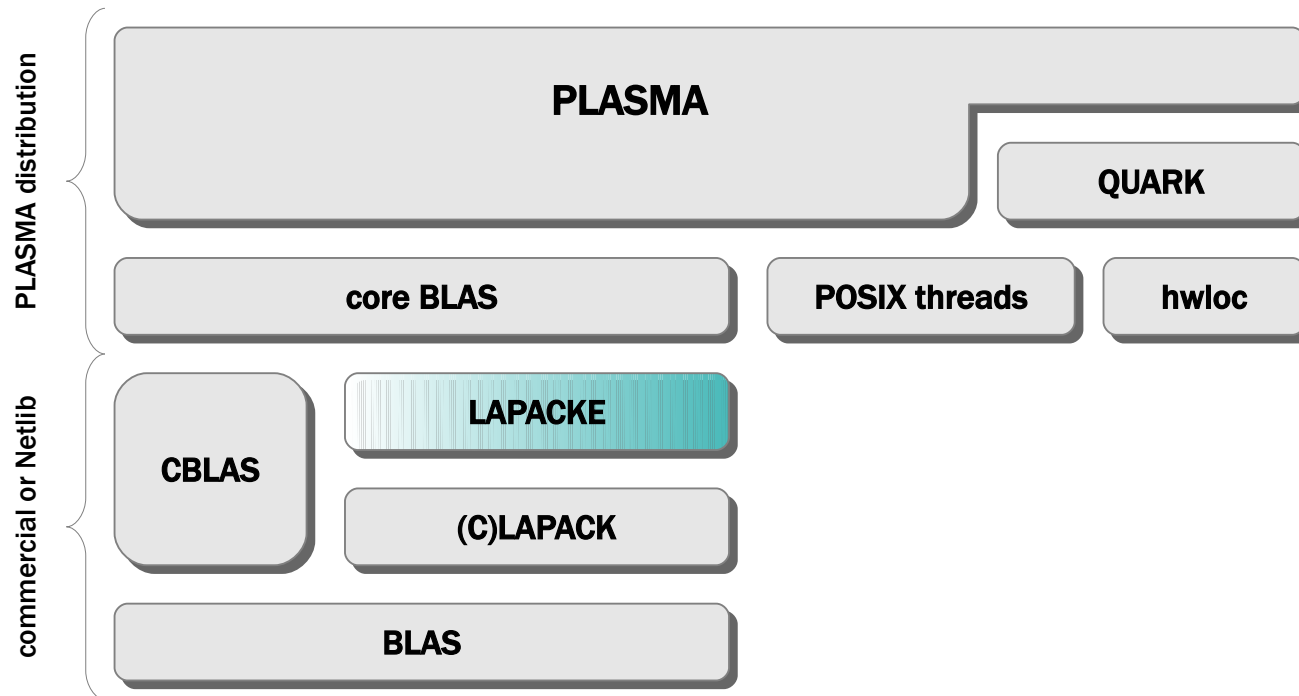 PLASMA distribution
PLASMA
QUARK
core BLAS
POSIX threads
hwloc
commercial or Netlib
CBLAS
LAPACKE
(C)LAPACK
BLAS